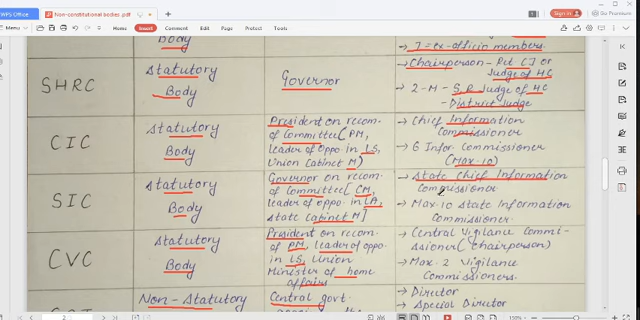 WPS Office
Non-constitutional bodies .pdf
Sign in
Menu
Home
Insert
Edit
Page
Comment
Protect
Tools
Body
→ 7 = ex-officio members
SHRC
Statutory
Body
Governor
→ Chairperson - Ret CJ or
Judge of HC
→ 2 - M - S.R Judge of HC
- District Judge
CIC
Statutory
Body
President on recom
of Committee (PM,
leader of oppo. in LS,
Union Cabinet M)
→ Chief Information
Commissioner
→ 6 Infor. Commissioner
(Max-10)
SIC
Statutory
Body
Governor on recom
of Committee [CM,
leader of oppo. in LA,
state Cabinet M]
→ State Chief Information
Commissioner
→ Max-10 State Information
Commissioner.
CVC
Statutory
Body
President on recom
of PM, leader of oppo
in LS, Union
Minister of home
affairs
→ Central Vigilance Commi-
ssioner (Chairperson)
→ Max-2 Vigilance
Commissioners.
Non-Statutory
Central govt.
→ Director
→ Special Director